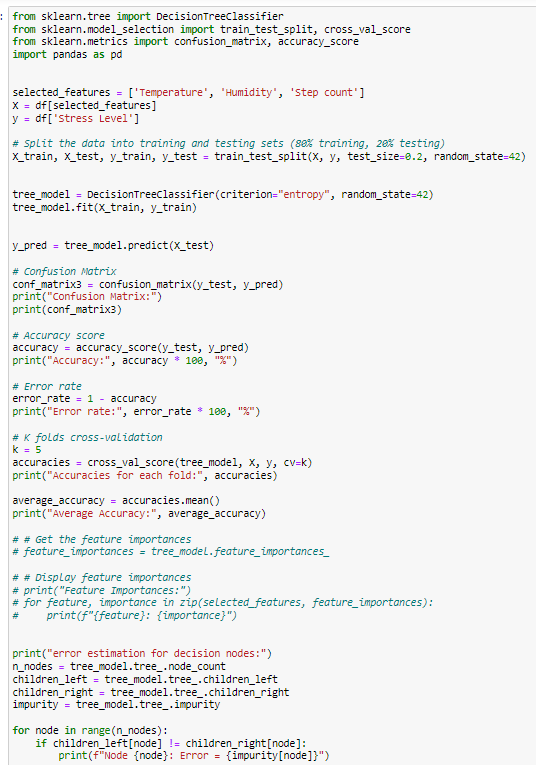 :
from sklearn.tree import DecisionTreeClassifier
from sklearn.model_selection import train_test_split, cross_val_score
from sklearn.metrics import confusion_matrix, accuracy_score
import pandas as pd
selected_features = ['Temperature', 'Humidity', 'Step count']
X = df[selected_features]
y = df['Stress Level']
# Split the data into training and testing sets (80% training, 20% testing)
X_train, X_test, y_train, y_test = train_test_split(X, y, test_size=0.2, random_state=42)
tree_model = DecisionTreeClassifier(criterion="entropy", random_state=42)
tree_model.fit(X_train, y_train)
y_pred = tree_model.predict(X_test)
# Confusion Matrix
conf_matrix3 = confusion_matrix(y_test, y_pred)
print("Confusion Matrix:")
print(conf_matrix3)
# Accuracy score
accuracy = accuracy_score(y_test, y_pred)
print("Accuracy:", accuracy * 100, "%")
# Error rate
error_rate = 1 - accuracy
print("Error rate:", error_rate * 100, "%")
# K folds cross-validation
k = 5
accuracies = cross_val_score(tree_model, X, y, cv=k)
print("Accuracies for each fold:", accuracies)
average_accuracy = accuracies.mean()
print("Average Accuracy:", average_accuracy)
# # Get the feature importances
# feature_importances = tree_model.feature_importances_
# # Display feature importances
# print("Feature Importances:")
# for feature, importance in zip(selected_features, feature_importances):
#     print(f"{feature}: {importance}")
print("error estimation for decision nodes:")
n_nodes = tree_model.tree_.node_count
children_left = tree_model.tree_.children_left
children_right = tree_model.tree_.children_right
impurity = tree_model.tree_.impurity
for node in range(n_nodes):
    if children_left[node] != children_right[node]:
        print(f"Node {node}: Error = {impurity[node]}")